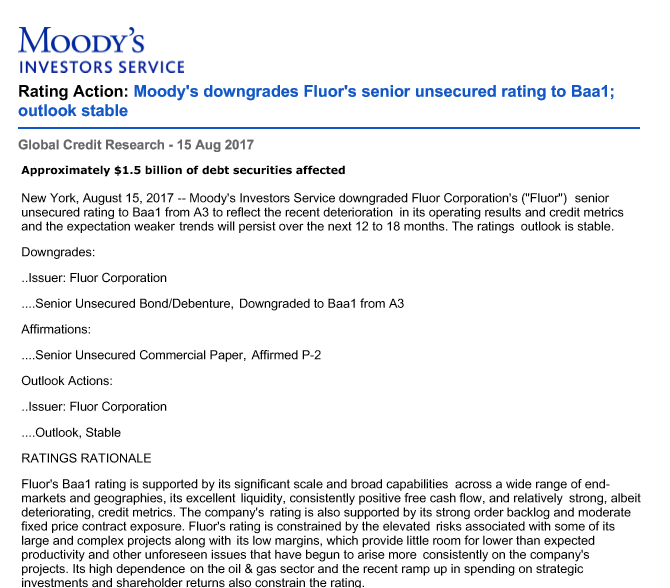 MOODY'S
INVESTORS SERVICE
Rating Action: Moody's downgrades Fluor's senior unsecured rating to Baa1;
outlook stable
Global Credit Research - 15 Aug 2017
Approximately $1.5 billion of debt securities affected
New York, August 15, 2017 -- Moody's Investors Service downgraded Fluor Corporation's ("Fluor") senior
unsecured rating to Baa1 from A3 to reflect the recent deterioration in its operating results and credit metrics
and the expectation weaker trends will persist over the next 12 to 18 months. The ratings outlook is stable.
Downgrades:
..Issuer: Fluor Corporation
....Senior Unsecured Bond/Debenture, Downgraded to Baa1 from A3
Affirmations:
....Senior Unsecured Commercial Paper, Affirmed P-2
Outlook Actions:
..Issuer: Fluor Corporation
....Outlook, Stable
RATINGS RATIONALE
Fluor's Baa1 rating is supported by its significant scale and broad capabilities across a wide range of end-
markets and geographies, its excellent liquidity, consistently positive free cash flow, and relatively strong, albeit
deteriorating, credit metrics. The company's rating is also supported by its strong order backlog and moderate
fixed price contract exposure. Fluor's rating is constrained by the elevated risks associated with some of its
large and complex projects along with its low margins, which provide little room for lower than expected
productivity and other unforeseen issues that have begun to arise more consistently on the company's
projects. Its high dependence on the oil & gas sector and the recent ramp up in spending on strategic
investments and shareholder returns also constrain the rating.